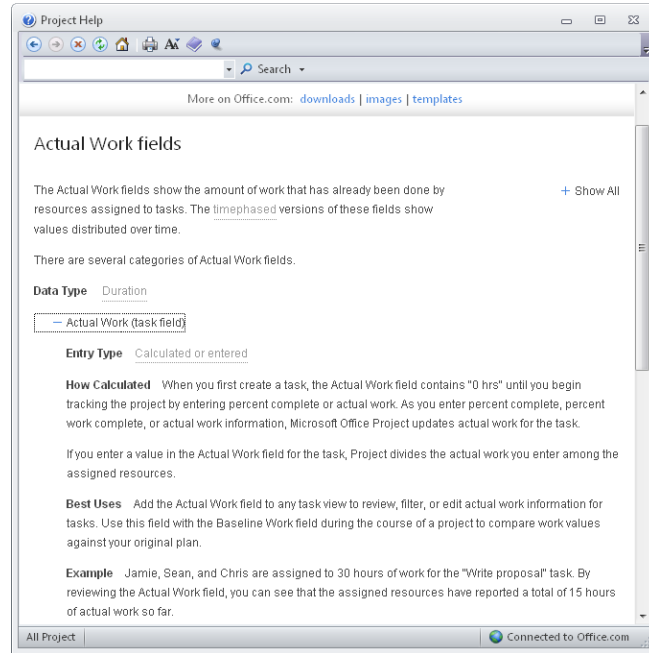 Project Help
Search
More on Office.com: downloads | images | templates
Actual Work fields
The Actual Work fields show the amount of work that has already been done by
+ Show All
resources assigned to tasks. The timephased versions of these fields show
values distributed over time.
There are several categories of Actual Work fields.
Data Type Duration
− Actual Work (task field)
Entry Type Calculated or entered
How Calculated When you first create a task, the Actual Work field contains "0 hrs" until you begin
tracking the project by entering percent complete or actual work. As you enter percent complete, percent
work complete, or actual work information, Microsoft Office Project updates actual work for the task.
If you enter a value in the Actual Work field for the task, Project divides the actual work you enter among the
assigned resources.
Best Uses Add the Actual Work field to any task view to review, filter, or edit actual work information for
tasks. Use this field with the Baseline Work field during the course of a project to compare work values
against your original plan.
Example Jamie, Sean, and Chris are assigned to 30 hours of work for the "Write proposal" task. By
reviewing the Actual Work field, you can see that the assigned resources have reported a total of 15 hours
of actual work so far.
All Project
Connected to Office.com